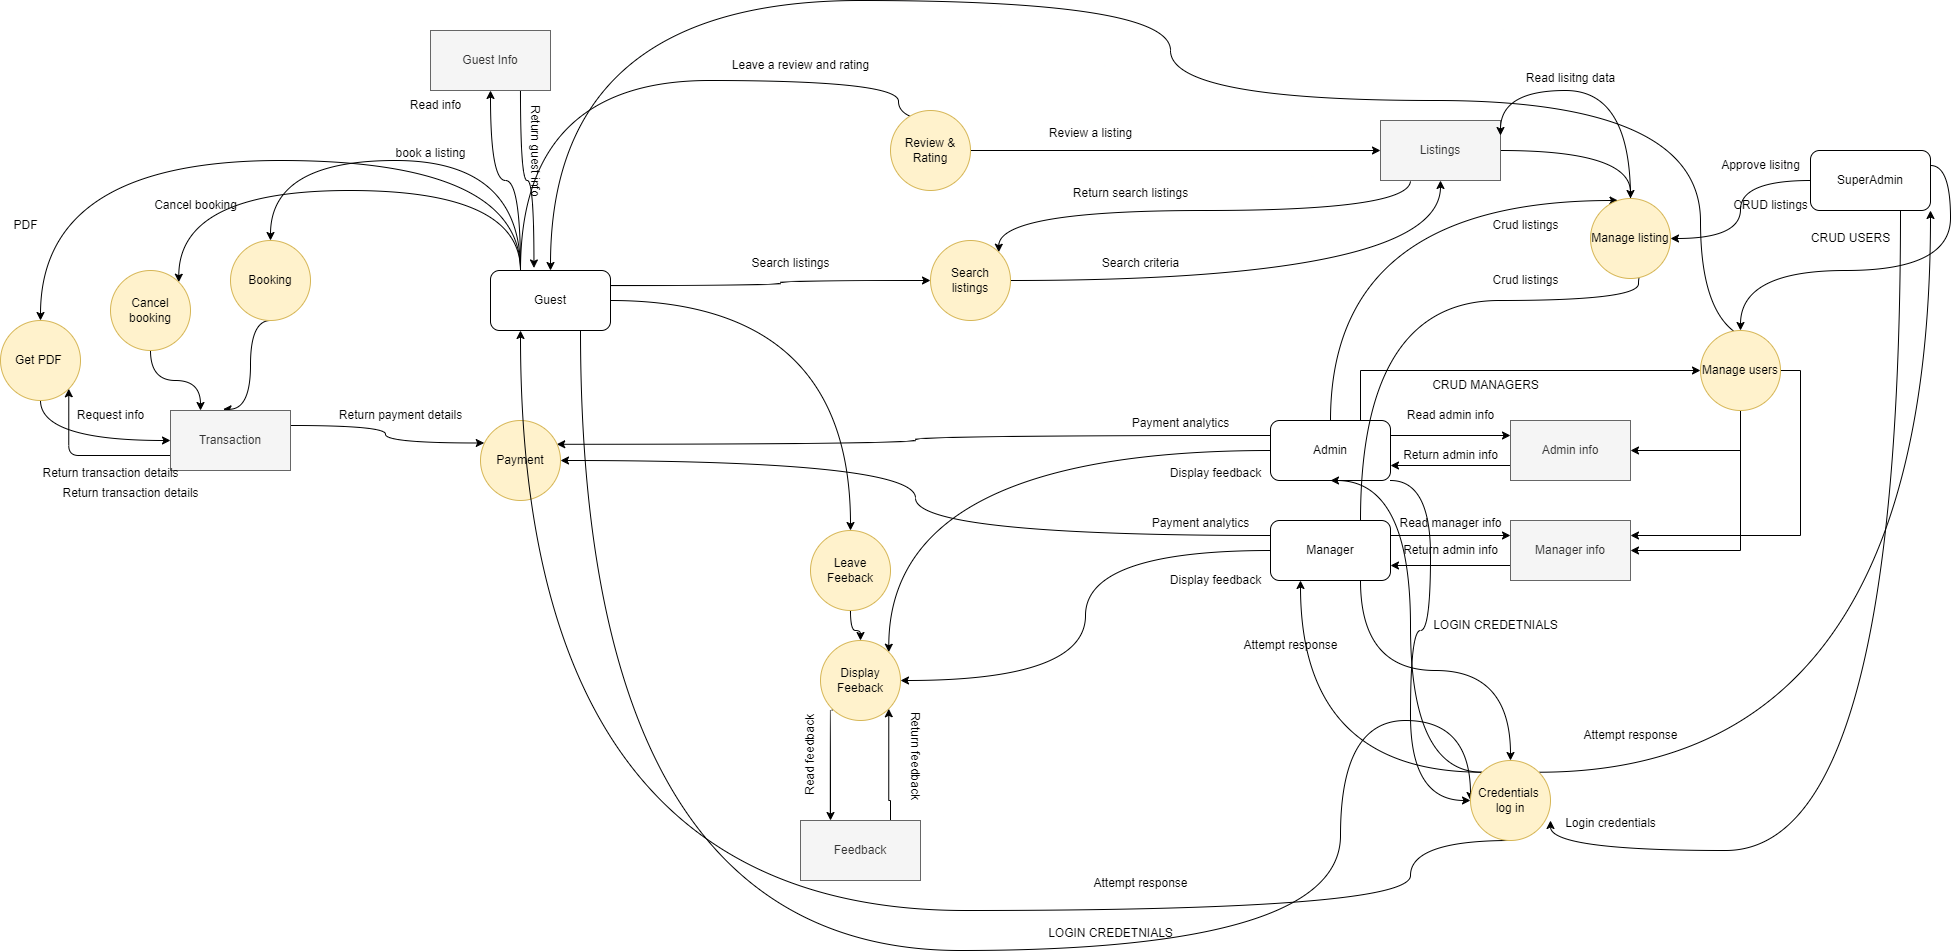 Guest Info
Leave a review and rating
Read lisitng data
Read info
Return guest info
Review &
Rating
Review a listing
Listings
book a listing
Approve lisitng
SuperAdmin
Return search listings
Cancel booking
CRUD listings
PDF
Crud listings
Manage listing
CRUD USERS
Search listings
Search criteria
Booking
Search
listings
Crud listings
Cancel
booking
Guest
Get PDF
Manage users
CRUD MANAGERS
Request info
Return payment details
Payment analytics
Read admin info
Transaction
Admin
Admin info
Return admin info
Payment
Return transaction details
Display feedback
Return transaction details
Payment analytics
Read manager info
Manager
Return admin info
Manager info
Leave
Feeback
Display feedback
LOGIN CREDETNIALS
Attempt response
Display
Feeback
Read feedback
Return feedback
Attempt response
Credentials
log in
Login credentials
Feedback
Attempt response
LOGIN CREDETNIALS